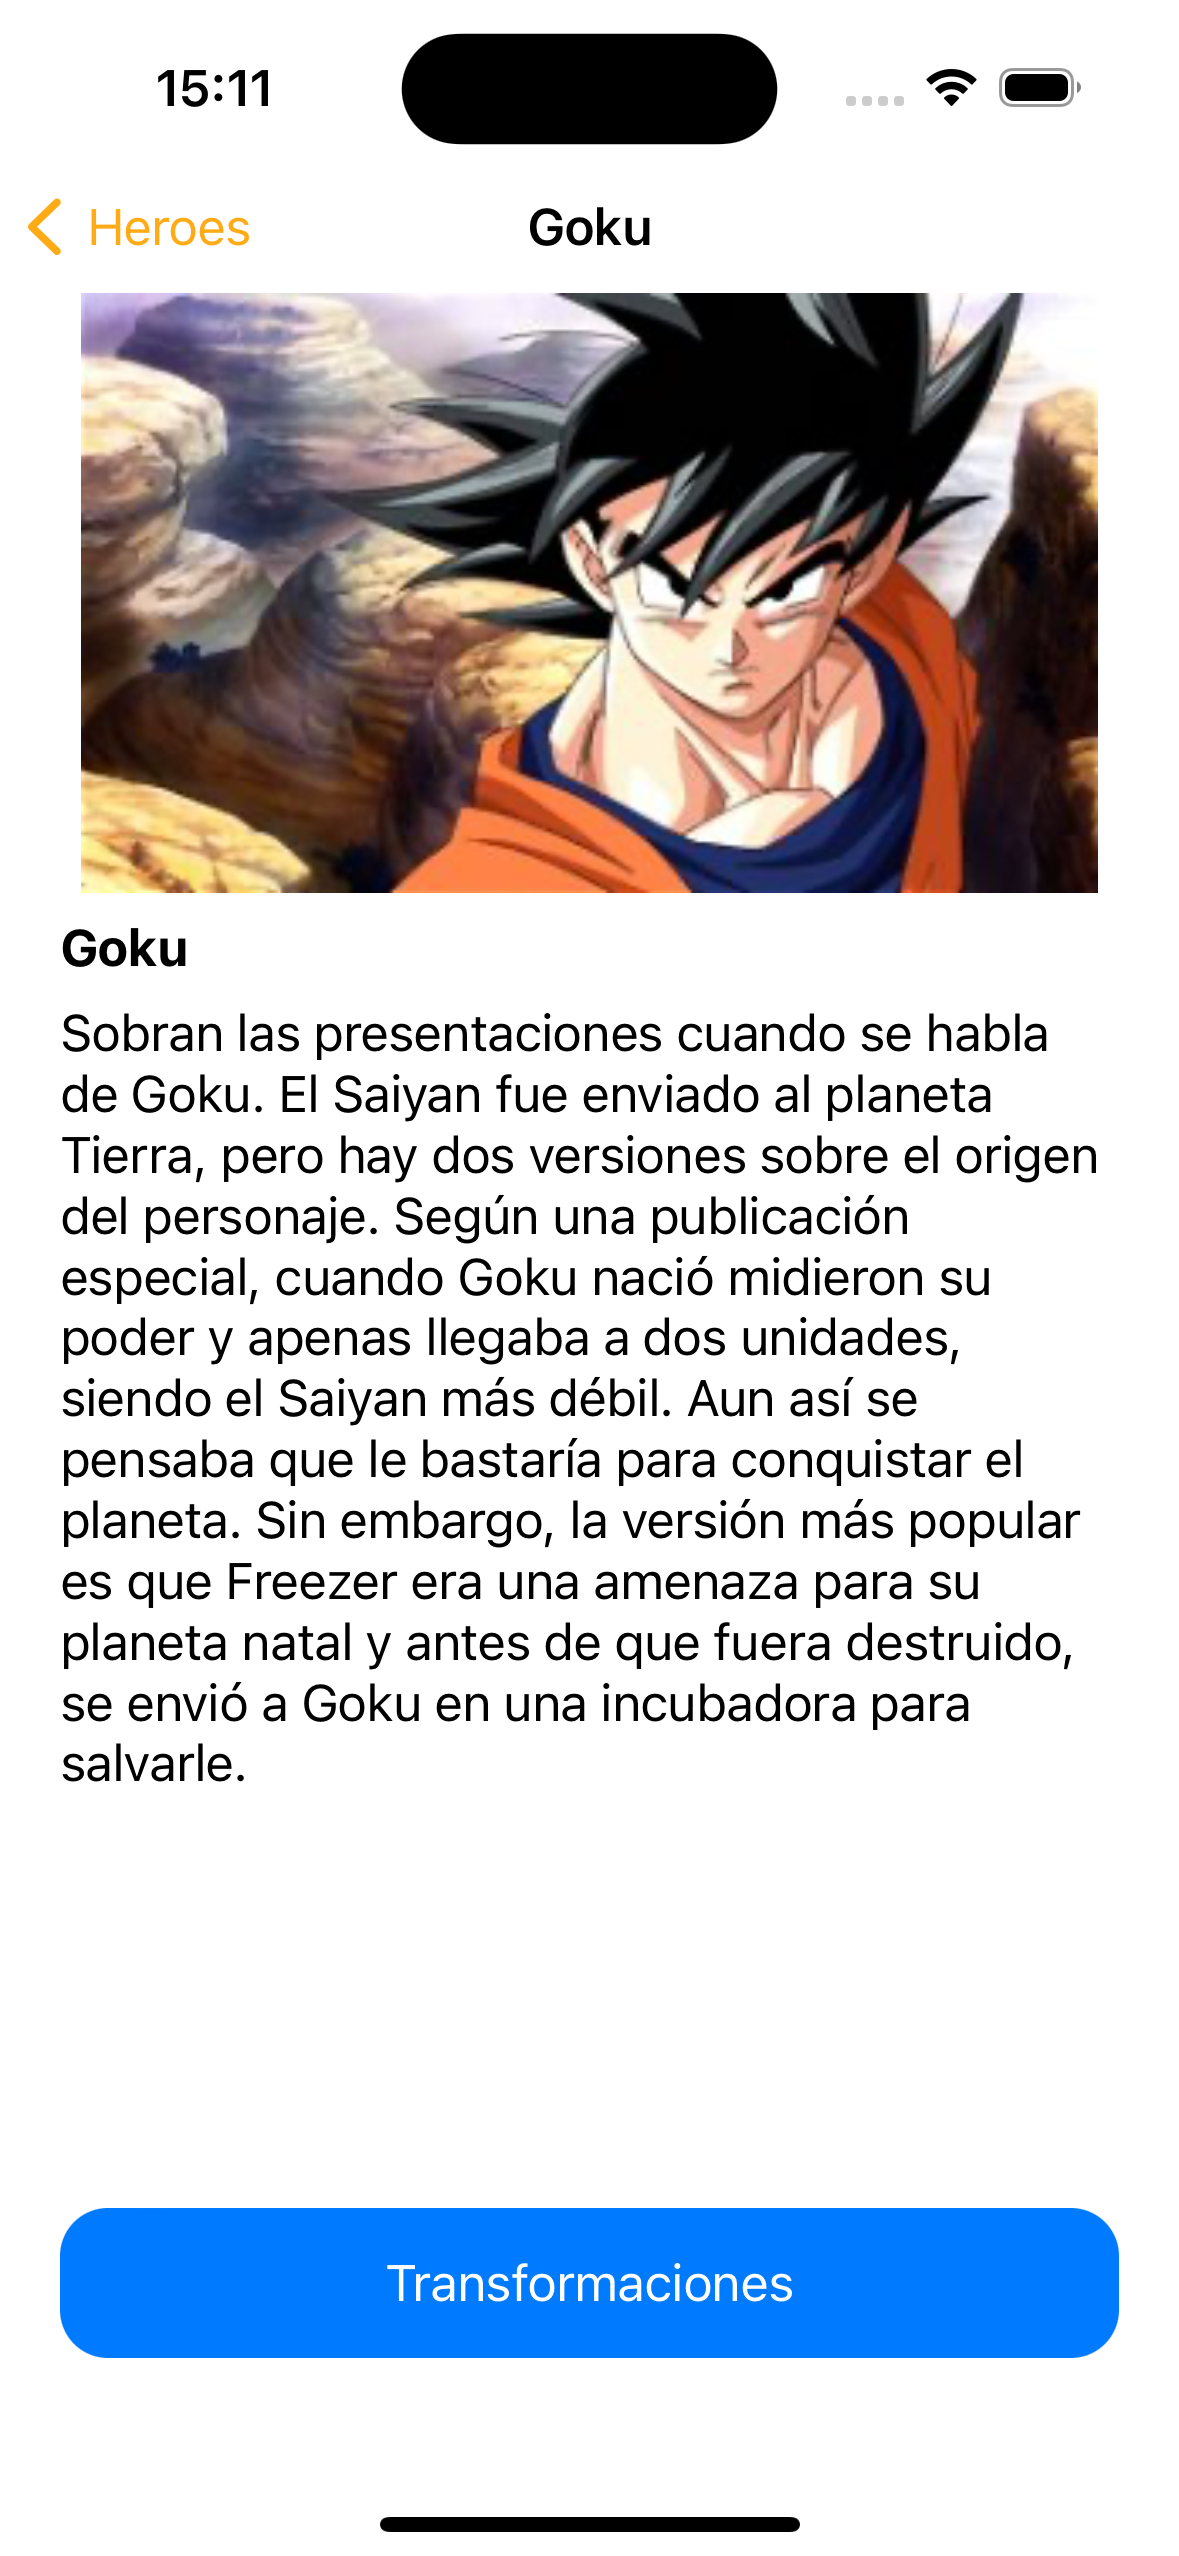 15:11
Heroes
Goku
Goku
Sobran las presentaciones cuando se habla
de Goku. El Saiyan fue enviado al planeta
Tierra, pero hay dos versiones sobre el origen
del personaje. Según una publicación
especial, cuando Goku nació midieron su
poder y apenas llegaba a dos unidades,
siendo el Saiyan más débil. Aun así se
pensaba que le bastaría para conquistar el
planeta. Sin embargo, la versión más popular
es que Freezer era una amenaza para su
planeta natal y antes de que fuera destruido,
se envió a Goku en una incubadora para
salvarle.
Transformaciones